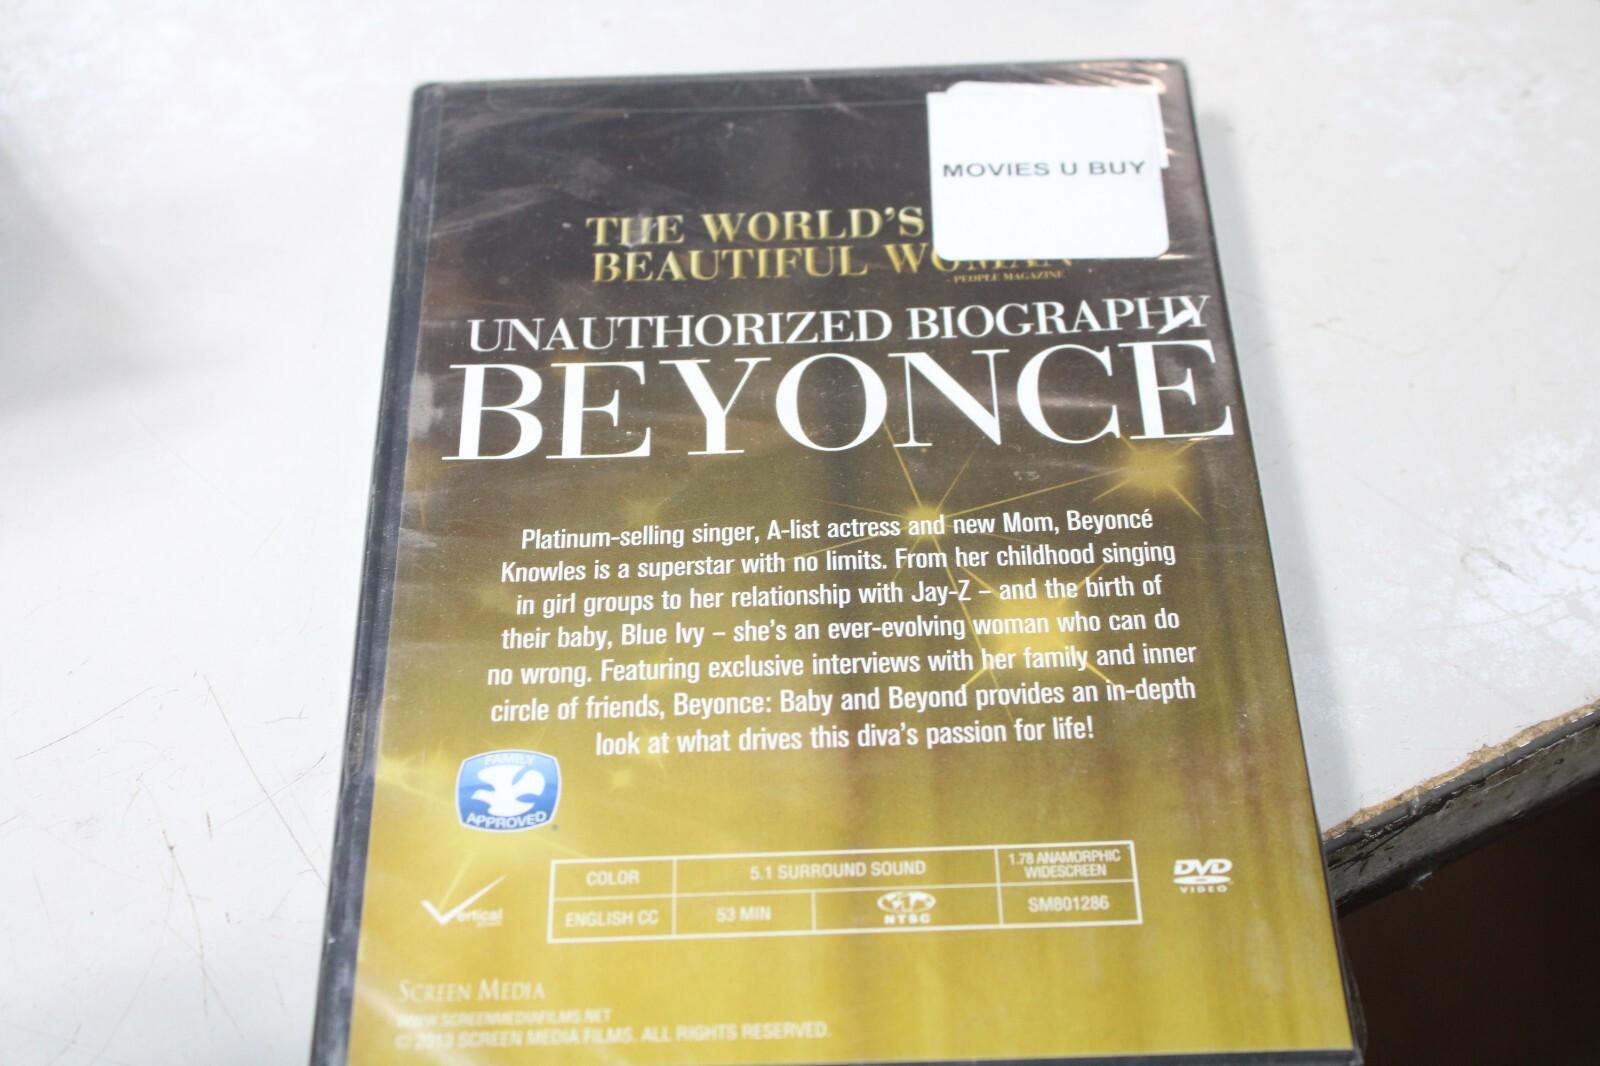 MOVIES U BUY
THE WORLD'S
BEAUTIFUL WOMAN
- PEOPLE MAGAZINE
UNAUTHORIZED BIOGRAPHY
BEYONCÉ
Platinum-selling singer, A-list actress and new Mom, Beyoncé
Knowles is a superstar with no limits. From her childhood singing
in girl groups to her relationship with Jay-Z – and the birth of
their baby, Blue Ivy – she's an ever-evolving woman who can do
no wrong. Featuring exclusive interviews with her family and inner
circle of friends, Beyonce: Baby and Beyond provides an in-depth
look at what drives this diva's passion for life!
FAMILY
APPROVED
COLOR 5.1 SURROUND SOUND 1.78 ANAMORPHIC
WIDESCREEN
ENGLISH CC 53 MIN NTSC SM801286
DVD
VIDEO
Vertical
SCREEN MEDIA
WWW.SCREENMEDIAFILMS.NET
© 2013 SCREEN MEDIA FILMS. ALL RIGHTS RESERVED.